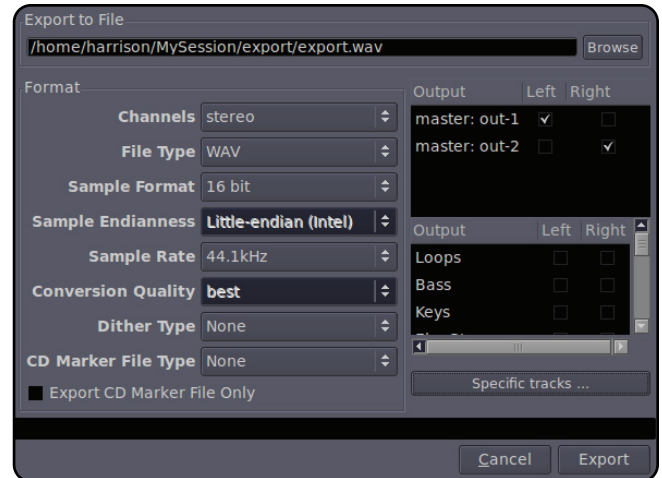 Export to File
/home/harrison/MySession/export/export.wav Browse
Format
Channels stereo
File Type WAV
Sample Format 16 bit
Sample Endianness Little-endian (Intel)
Sample Rate 44.1kHz
Conversion Quality best
Dither Type None
CD Marker File Type None
Export CD Marker File Only
Output Left Right
master: out-1
master: out-2
Output Left Right
Loops
Bass
Keys
Specific tracks ...
Cancel Export